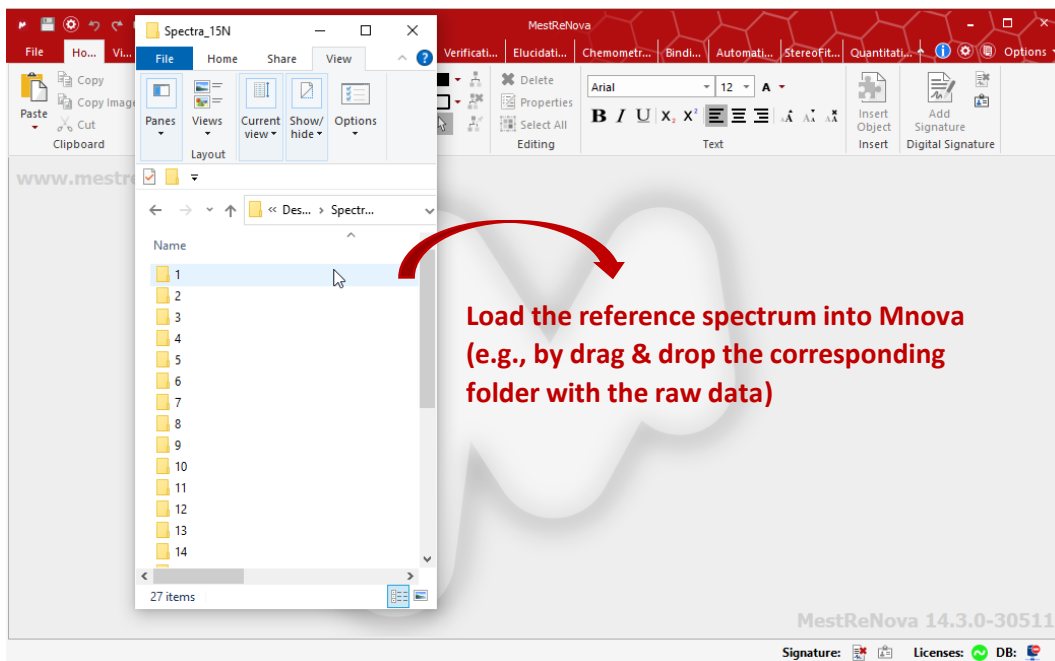 Spectra_15N
MestReNova
File Ho... Vi...
File Home Share View
Verificati... Elucidati... Chemometr... Bindi... Automati... StereoFit... Quantitati... Options
Paste
Copy
Copy Image
Cut
Clipboard
Panes
Views
Current view
Show/ hide
Options
Layout
Delete
Properties
Select All
Editing
Arial 12 A
B I U X₂ X² A A A
Text
Insert Object
Insert
Add Signature
Digital Signature
www.mestre
« Des... › Spectr...
Name
1
2
3
4
5
6
7
8
9
10
11
12
13
14
27 items
Load the reference spectrum into Mnova
(e.g., by drag & drop the corresponding
folder with the raw data)
MestReNova 14.3.0-30511
Signature: Licenses: DB: